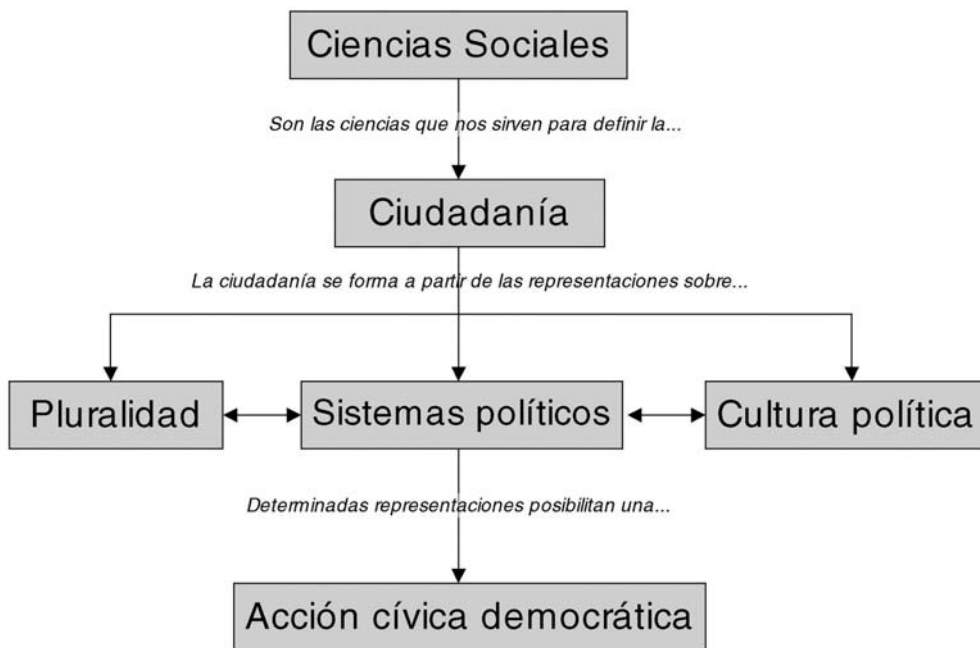 Ciencias Sociales
Son las ciencias que nos sirven para definir la...
Ciudadanía
La ciudadanía se forma a partir de las representaciones sobre...
Pluralidad
Sistemas políticos
Cultura política
Determinadas representaciones posibilitan una...
Acción cívica democrática